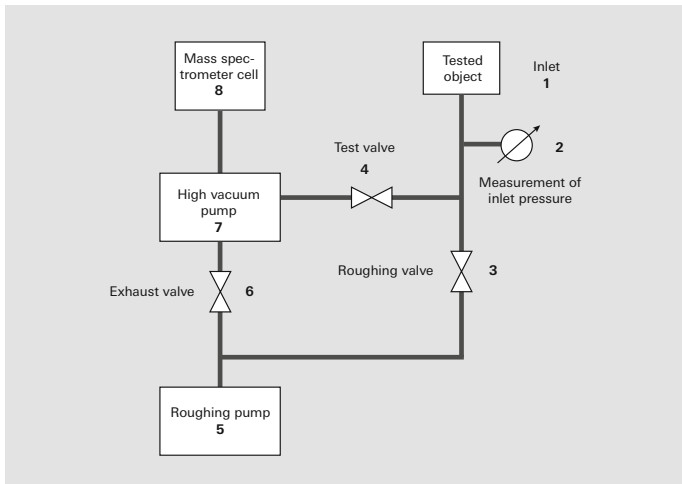 Mass spec-
trometer cell
8
Tested
object
Inlet
1
2
Measurement of
inlet pressure
Test valve
4
High vacuum
pump
7
Roughing valve
3
Exhaust valve
6
Roughing pump
5